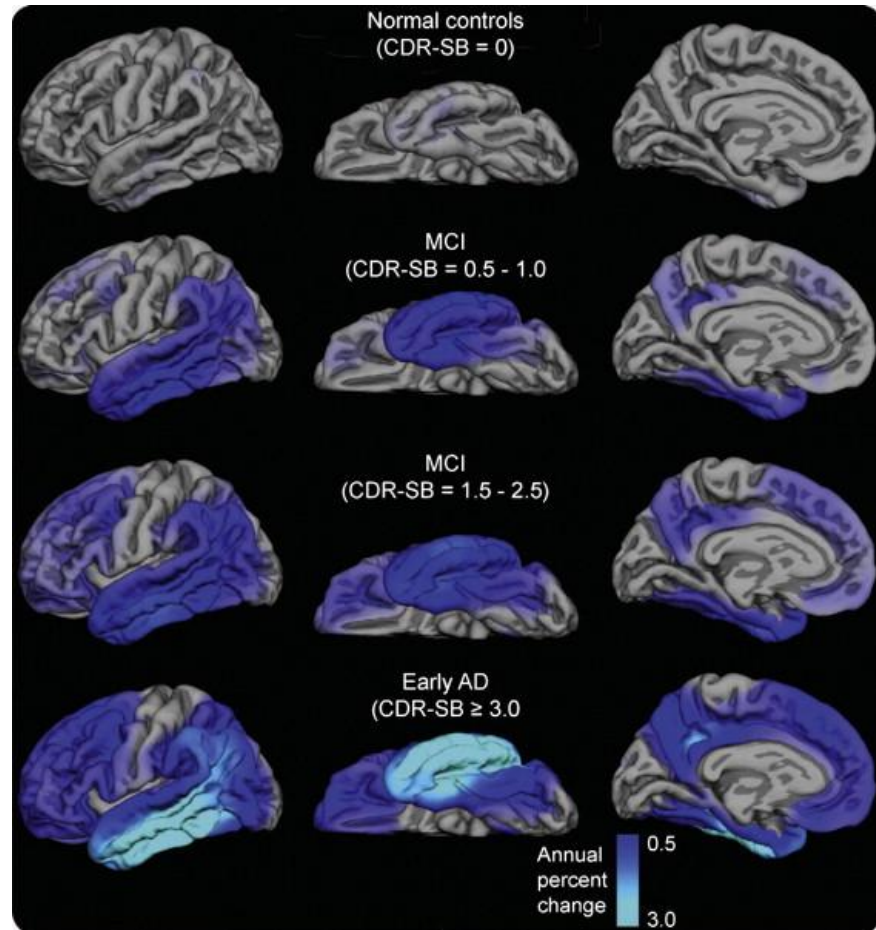 Normal controls
(CDR-SB = 0)
MCI
(CDR-SB = 0.5 - 1.0
MCI
(CDR-SB = 1.5 - 2.5)
Early AD
(CDR-SB ≥ 3.0
Annual
percent
change
0.5
3.0